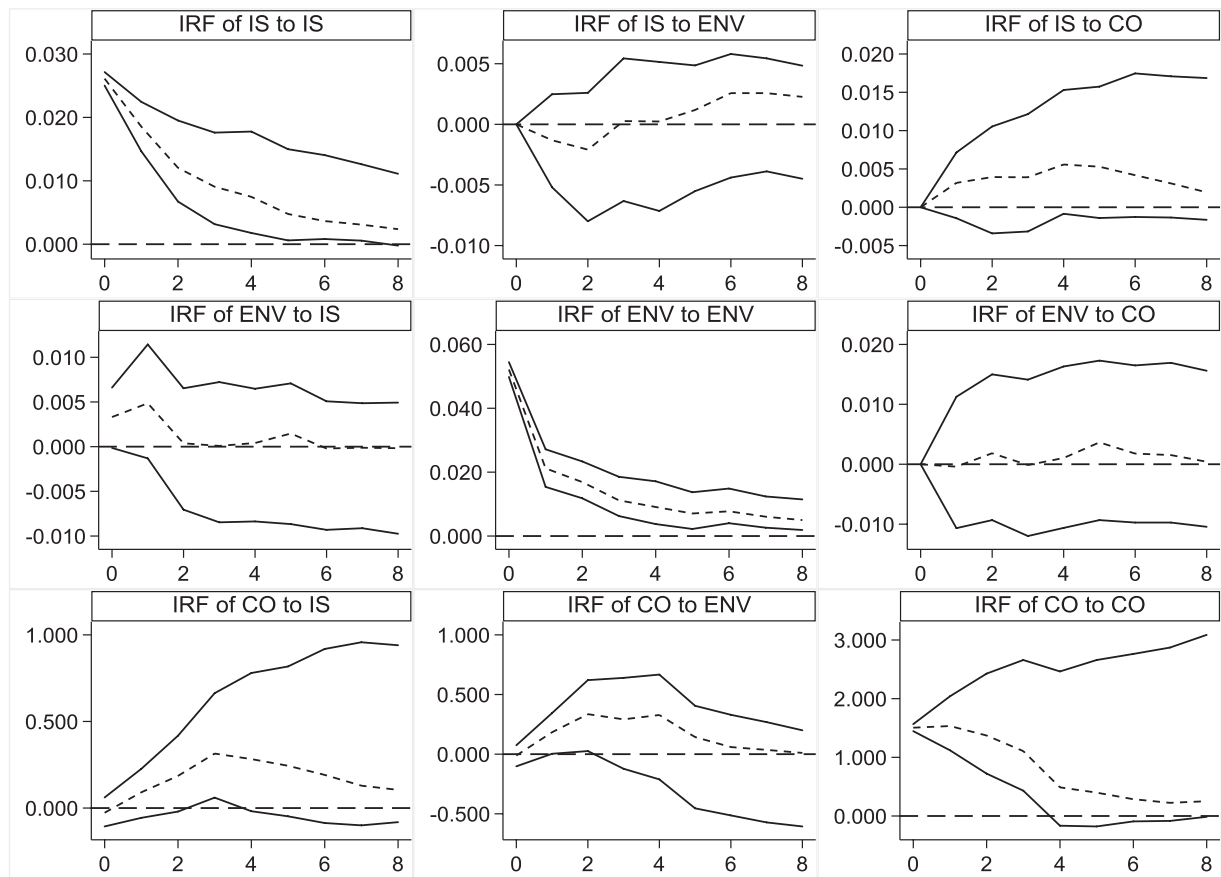 IRF of IS to IS
0.030
0.020
0.010
0.000
0 2 4 6 8
IRF of IS to ENV
0.005
0.000
-0.005
-0.010
0 2 4 6 8
IRF of IS to CO
0.020
0.015
0.010
0.005
0.000
-0.005
0 2 4 6 8
IRF of ENV to IS
0.010
0.005
0.000
-0.005
-0.010
0 2 4 6 8
IRF of ENV to ENV
0.060
0.040
0.020
0.000
0 2 4 6 8
IRF of ENV to CO
0.020
0.010
0.000
-0.010
0 2 4 6 8
IRF of CO to IS
1.000
0.500
0.000
0 2 4 6 8
IRF of CO to ENV
1.000
0.500
0.000
-0.500
0 2 4 6 8
IRF of CO to CO
3.000
2.000
1.000
0.000
0 2 4 6 8